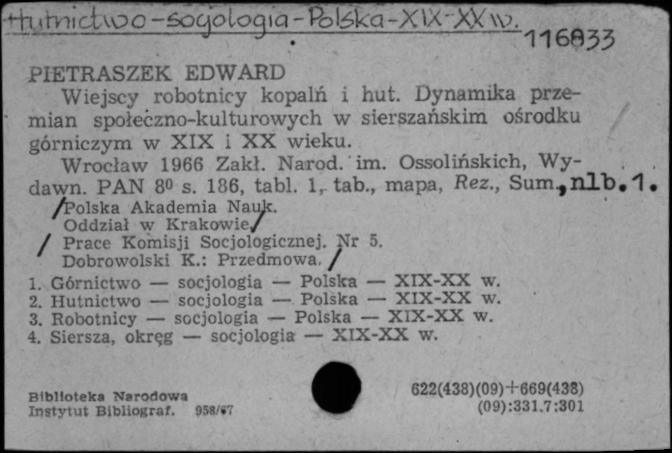 Hutnictwo-socjologia-Polska-XIX-XX w.
116833
PIETRASZEK EDWARD
Wiejscy robotnicy kopalń i hut. Dynamika prze-
mian społeczno-kulturowych w sierszańskim ośrodku
górniczym w XIX i XX wieku.
Wrocław 1966 Zakł. Narod. im. Ossolińskich, Wy-
dawn. PAN 8⁰ s. 186, tabl. 1, tab., mapa, Rez., Sum., nlb. 1.
/Polska Akademia Nauk.
Oddział w Krakowie/
/ Prace Komisji Socjologicznej. Nr 5.
Dobrowolski K.: Przedmowa. /
1. Górnictwo — socjologia — Polska — XIX-XX w.
2. Hutnictwo — socjologia — Polska — XIX-XX w.
3. Robotnicy — socjologia — Polska — XIX-XX w.
4. Siersza, okręg — socjologia — XIX-XX w.
Biblioteka Narodowa
Instytut Bibliograf. 958/67
622(438)(09)+669(438)
(09):331.7:301